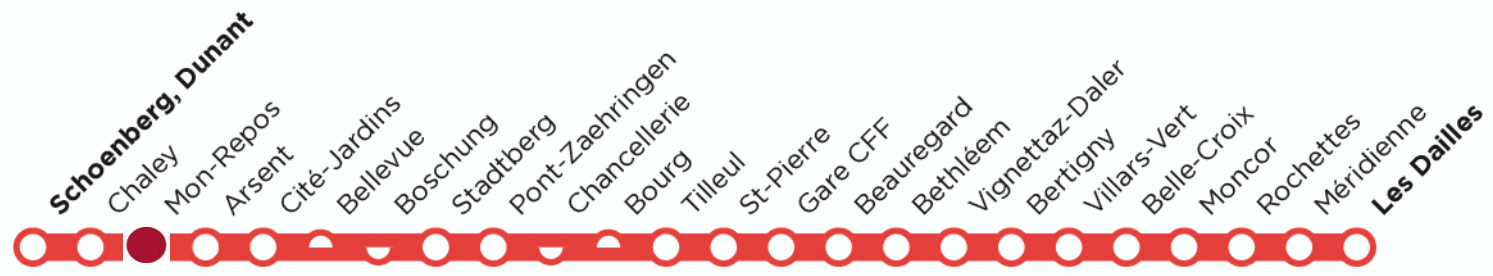 Schoenberg, Dunant
Chaley
Mon-Repos
Arsent
Cité-Jardins
Bellevue
Boschung
Stadtberg
Pont-Zaehringen
Chancellerie
Bourg
Tilleul
St-Pierre
Gare CFF
Beauregard
Bethléem
Vignettaz-Daler
Bertigny
Villars-Vert
Belle-Croix
Moncor
Rochettes
Méridienne
Les Dailles